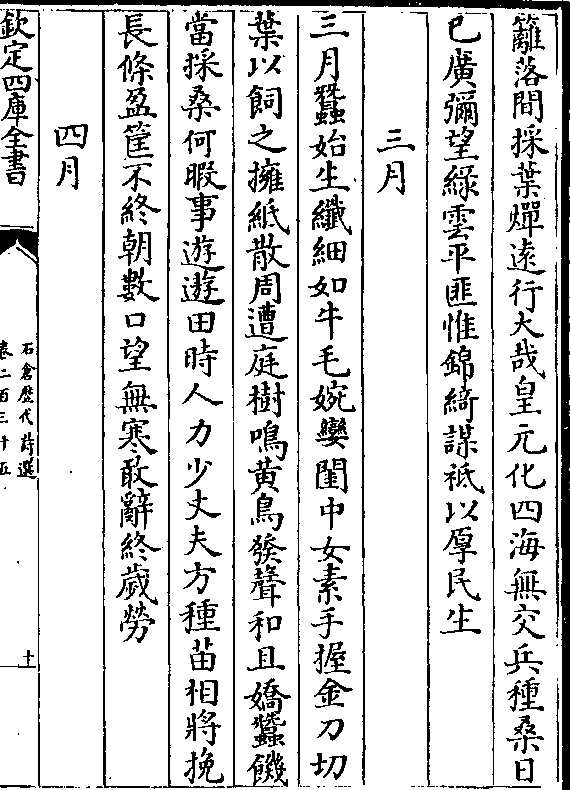 籬落間採葉燀遠行大哉皇元化四海無交兵種桑日
已廣彌望綠雲平匪惟錦綺謀袛以厚民生
三月
三月蠶始生纖細如牛毛婉孌閨中女素手握金刀切
葉以飼之擁紙散周遭庭樹鳴黄鳥發聲和且嬌蠶饑
當採桑何暇事遊遊田時人力少丈夫方種苗相將挽
長條盈筐不終朝數口望無寒敢辭終歲勞
四月
欽定四庫全書
石倉歷代詩選
卷二百三十五
十